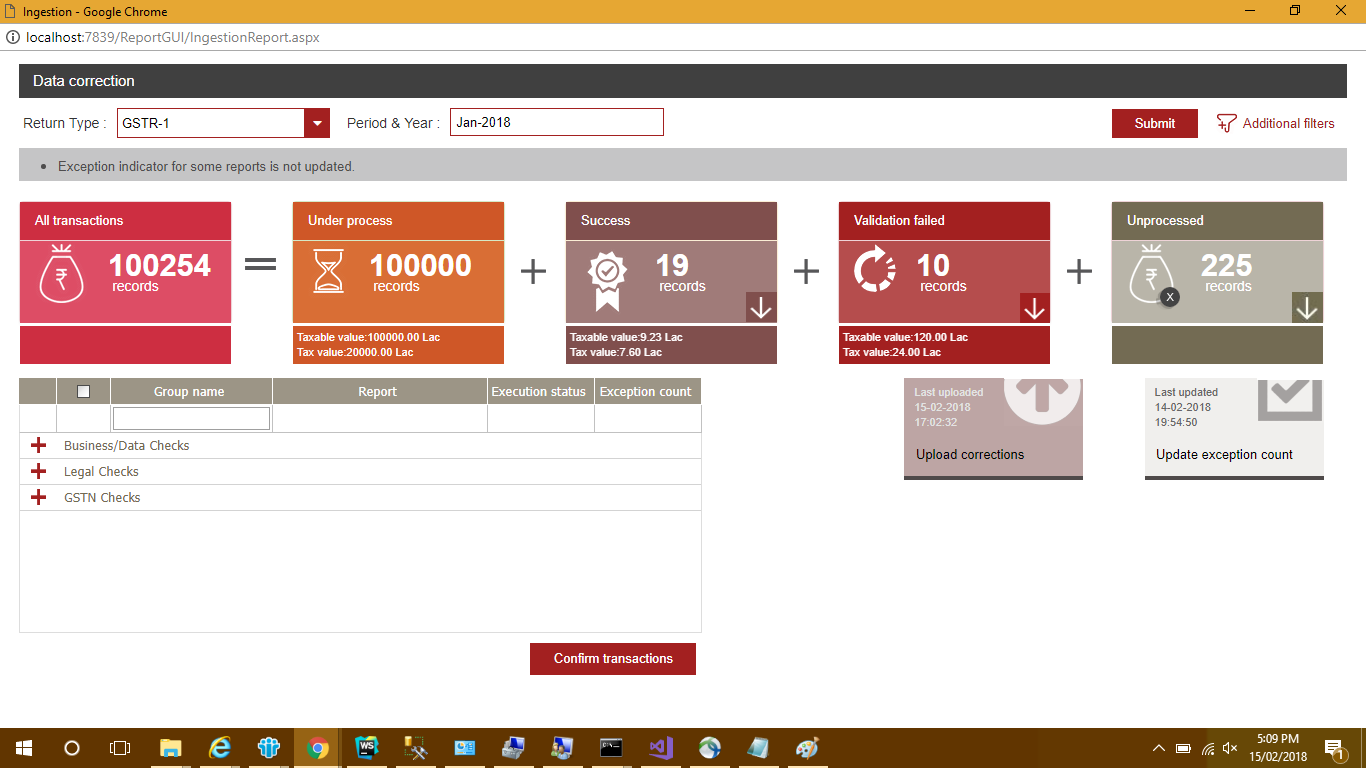 Ingestion - Google Chrome
localhost:7839/ReportGUI/IngestionReport.aspx
Data correction
Return Type : GSTR-1 Period & Year : Jan-2018 Submit Additional filters
• Exception indicator for some reports is not updated.
All transactions
₹
100254
records
=
Under process
100000
records
Taxable value:100000.00 Lac
Tax value:20000.00 Lac
+
Success
19
records
Taxable value:9.23 Lac
Tax value:7.60 Lac
+
Validation failed
10
records
Taxable value:120.00 Lac
Tax value:24.00 Lac
+
Unprocessed
₹
X
225
records
Group name Report Execution status Exception count
Business/Data Checks
Legal Checks
GSTN Checks
Confirm transactions
Last uploaded
15-02-2018
17:02:32
Upload corrections
Last updated
14-02-2018
19:54:50
Update exception count
WS
5:09 PM
15/02/2018
1